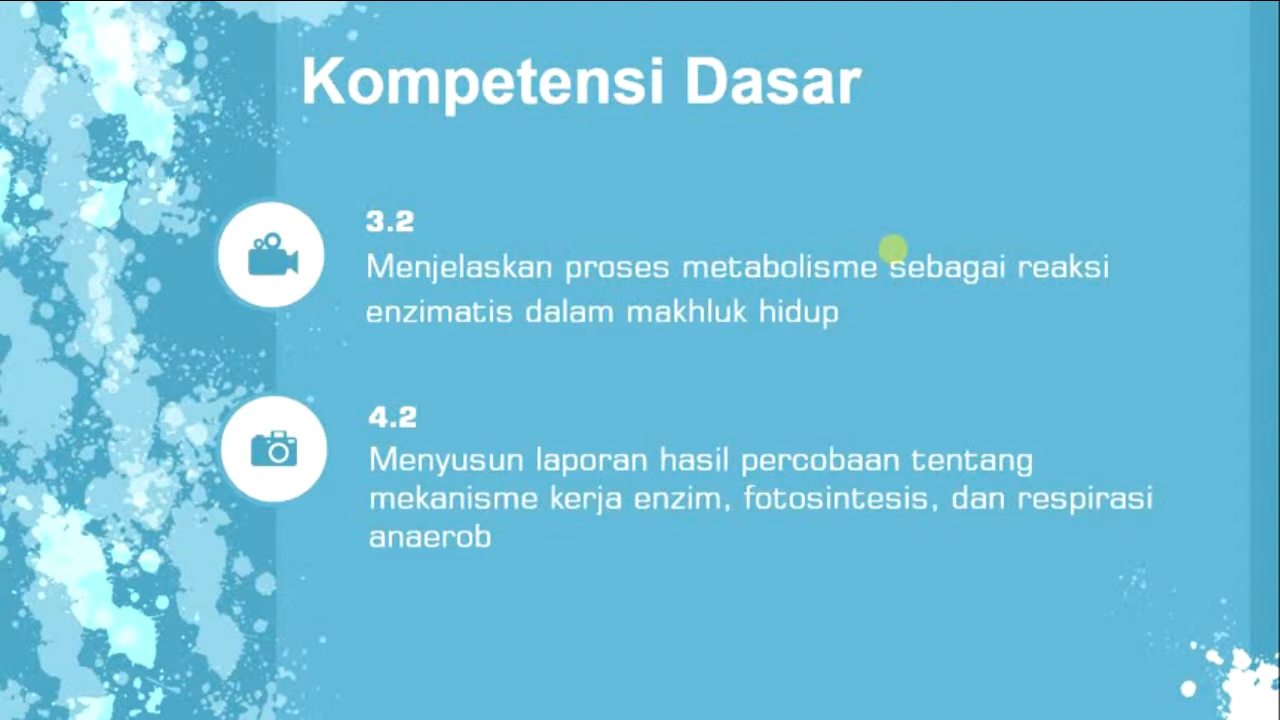 Kompetensi Dasar
3.2
Menjelaskan proses metabolisme sebagai reaksi
enzimatis dalam makhluk hidup
4.2
Menyusun laporan hasil percobaan tentang
mekanisme kerja enzim, fotosintesis, dan respirasi
anaerob